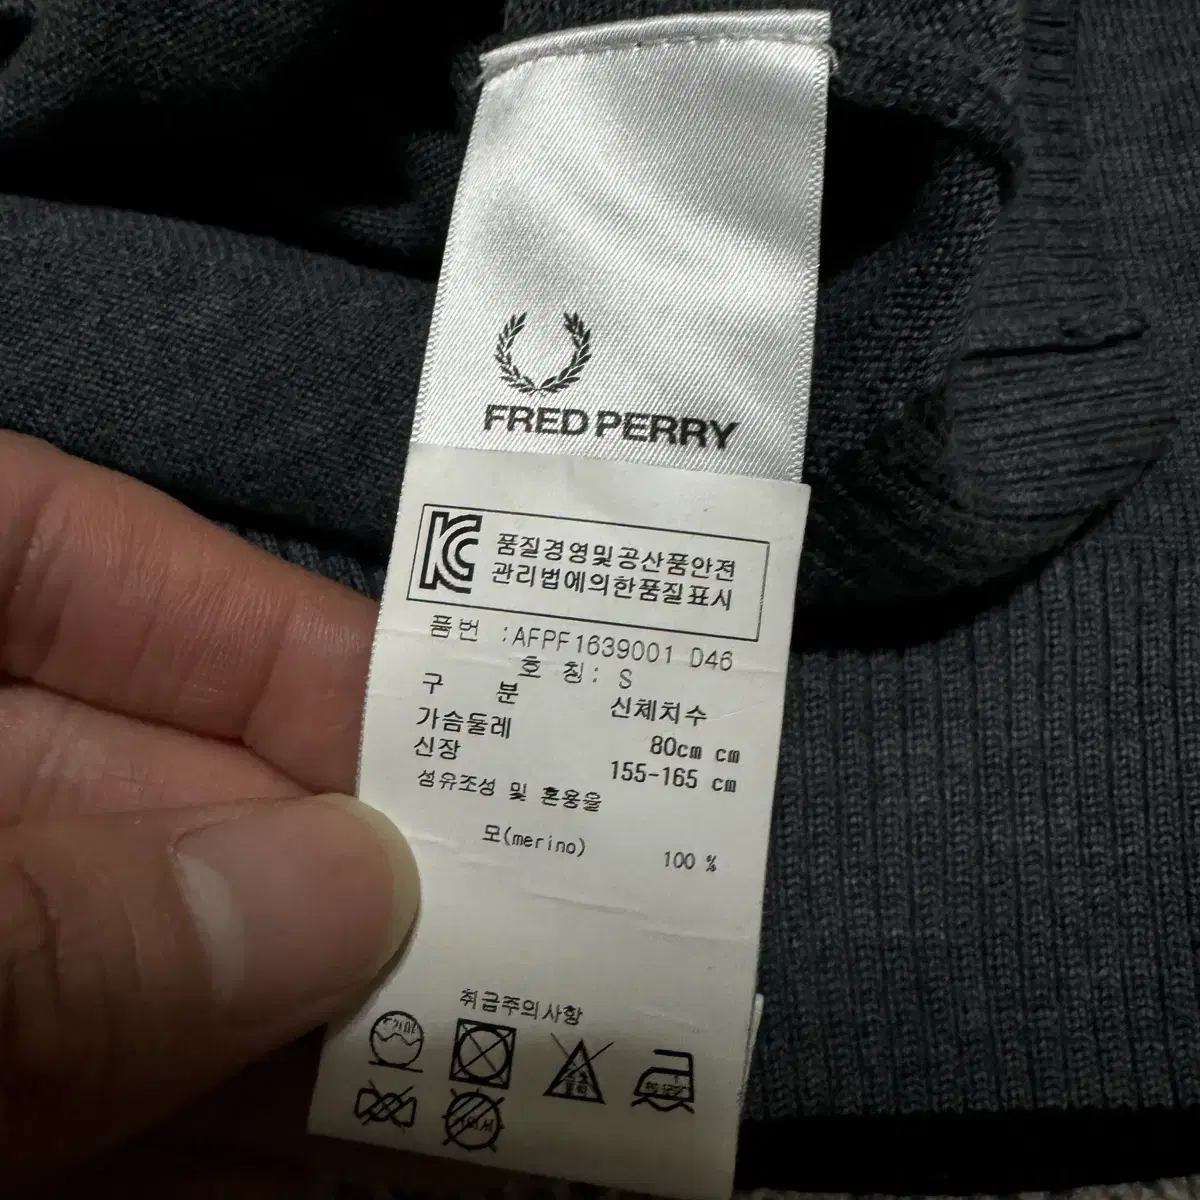 FRED PERRY
KC
품질경영및공산품안전
관리법에의한품질표시
품번 :AFPF1639001 D46
호 칭: S
구 분 신체치수
가슴둘레 80cm cm
신장 155-165 cm
섬유조성 및 혼용율
모(merino) 100 %
취급주의사항